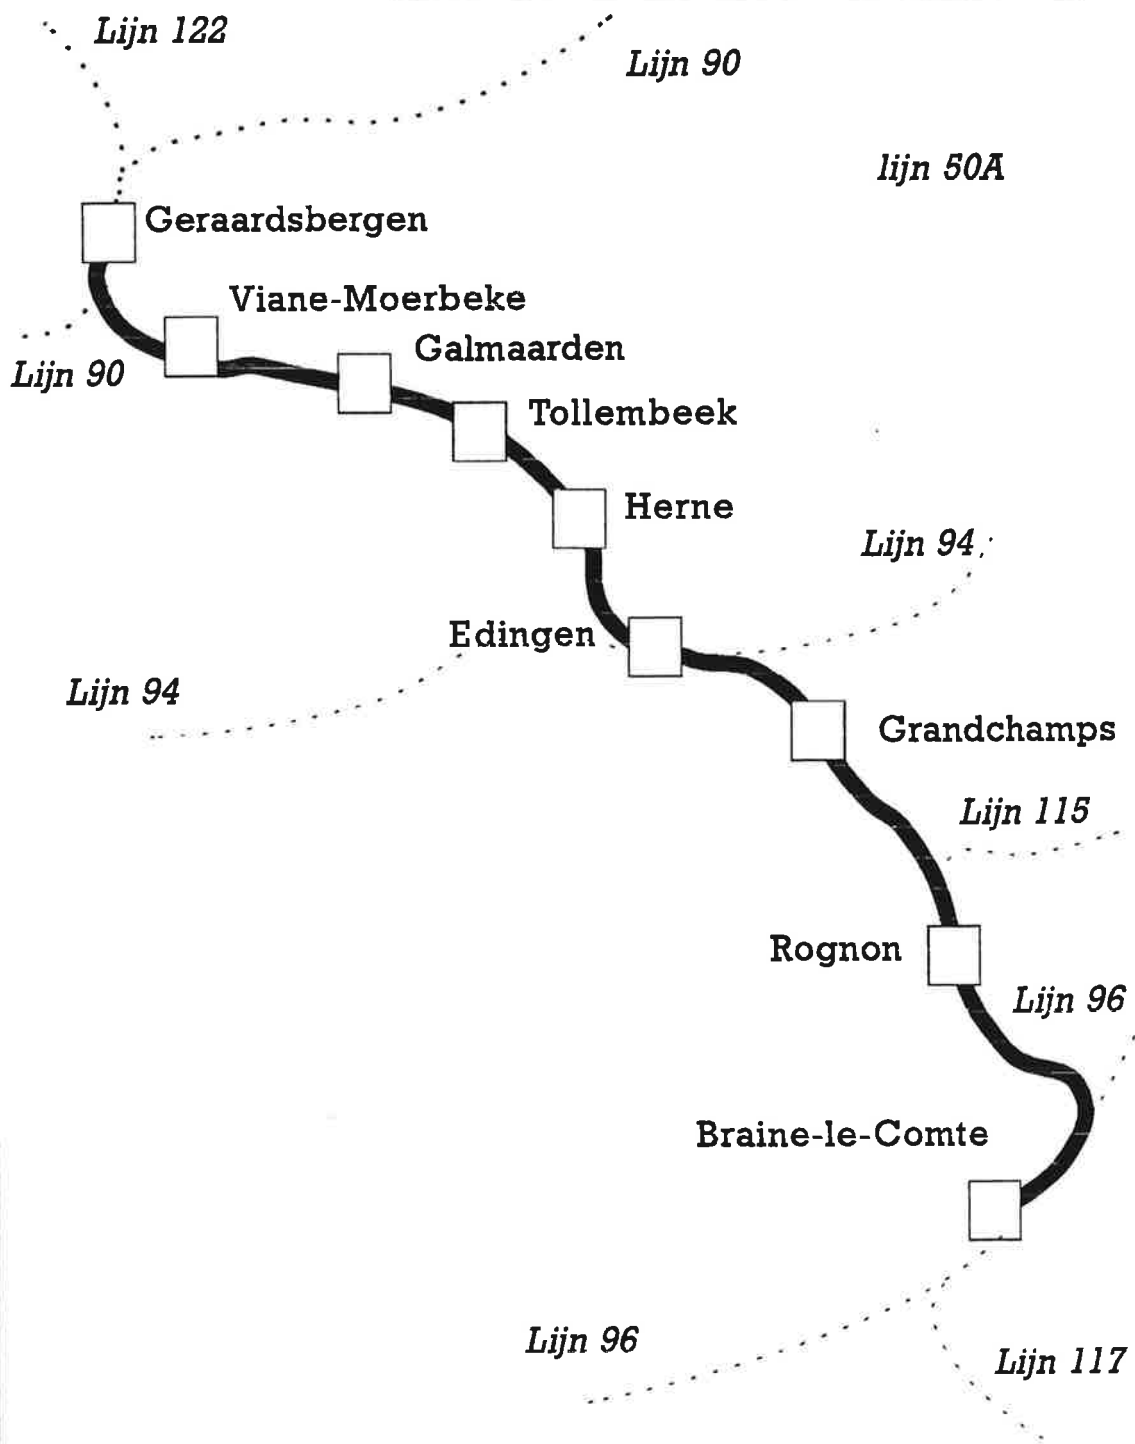 Lijn 122
Lijn 90
lijn 50A
Geraardsbergen
Viane-Moerbeke
Galmaarden
Lijn 90
Tollembeek
Herne
Lijn 94
Edingen
Lijn 94
Grandchamps
Lijn 115
Rognon
Lijn 96
Braine-le-Comte
Lijn 96
Lijn 117